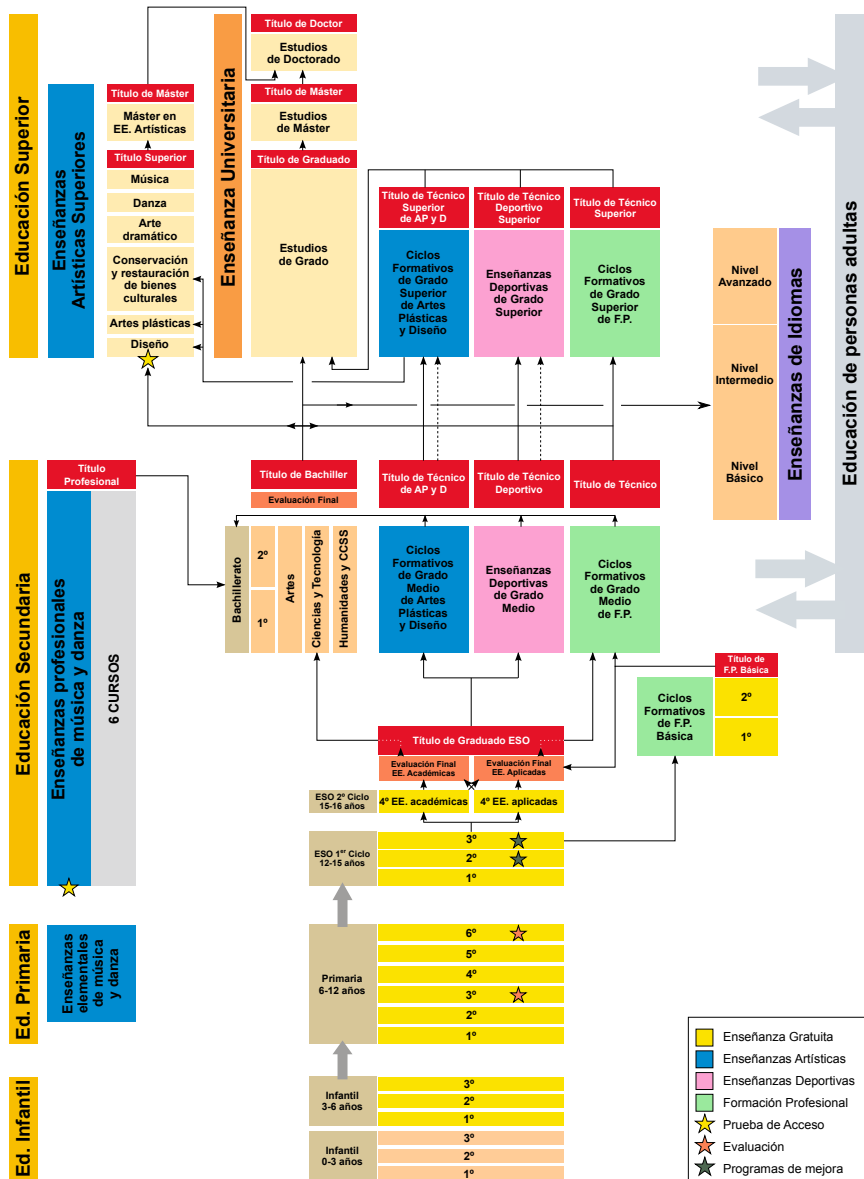 Educación Superior
Enseñanzas
Artísticas Superiores
Título de Máster
Máster en
EE. Artísticas
Título Superior
Música
Danza
Arte
dramático
Conservación
y restauración
de bienes
culturales
Artes plásticas
Diseño
Enseñanza Universitaria
Título de Doctor
Estudios
de Doctorado
Título de Máster
Estudios
de Máster
Título de Graduado
Estudios
de Grado
Título de Técnico
Superior
de AP y D
Ciclos
Formativos
de Grado
Superior
de Artes
Plásticas
y Diseño
Título de Técnico
Deportivo
Superior
Enseñanzas
Deportivas
de Grado
Superior
Título de Técnico
Superior
Ciclos
Formativos
de Grado
Superior
de F.P.
Nivel
Avanzado
Nivel
Intermedio
Nivel
Básico
Enseñanzas de Idiomas
Educación de personas adultas
Educación Secundaria
Título
Profesional
Enseñanzas profesionales
de música y danza
6 CURSOS
Título de Bachiller
Evaluación Final
Bachillerato
2º
1º
Artes
Ciencias y Tecnología
Humanidades y CCSS
Título de Técnico
de AP y D
Ciclos
Formativos
de Grado
Medio
de Artes
Plásticas
y Diseño
Título de Técnico
Deportivo
Enseñanzas
Deportivas
de Grado
Medio
Título de Técnico
Ciclos
Formativos
de Grado
Medio
de F.P.
Título de
F.P. Básica
Ciclos
Formativos
de F.P.
Básica
2º
1º
Título de Graduado ESO
Evaluación Final
EE. Académicas
Evaluación Final
EE. Aplicadas
ESO 2º Ciclo
15-16 años
4º EE. académicas
4º EE. aplicadas
ESO 1ER Ciclo
12-15 años
3º
2º
1º
Ed. Primaria
Enseñanzas
elementales
de música
y danza
Primaria
6-12 años
6º
5º
4º
3º
2º
1º
Ed. Infantil
Infantil
3-6 años
3º
2º
1º
Infantil
0-3 años
3º
2º
1º
Enseñanza Gratuita
Enseñanzas Artísticas
Enseñanzas Deportivas
Formación Profesional
Prueba de Acceso
Evaluación
Programas de mejora